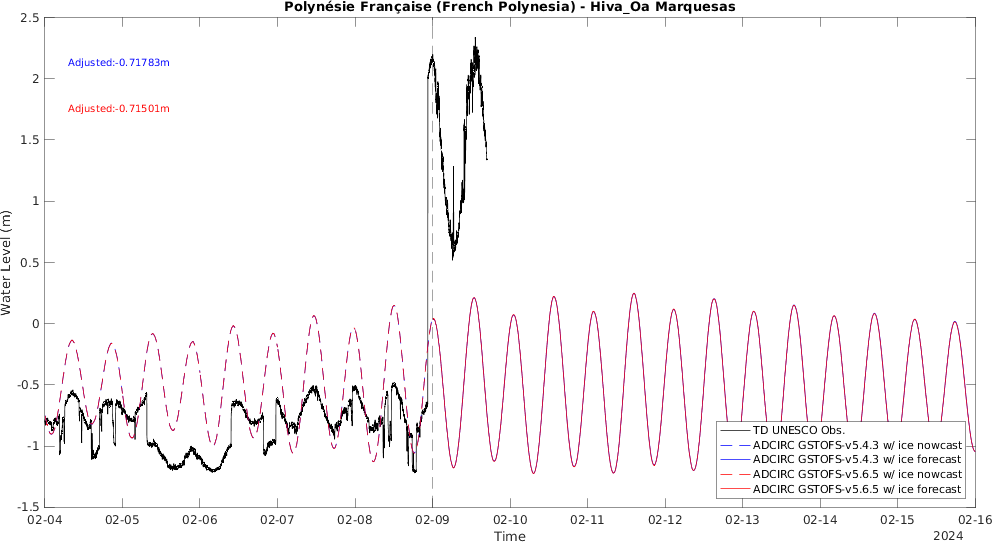 Polynésie Française (French Polynesia) - Hiva_Oa Marquesas
2.5
2
1.5
1
0.5
0
-0.5
-1
-1.5
Water Level (m)
Adjusted:-0.71783m
Adjusted:-0.71501m
TD UNESCO Obs.
ADCIRC GSTOFS-v5.4.3 w/ ice nowcast
ADCIRC GSTOFS-v5.4.3 w/ ice forecast
ADCIRC GSTOFS-v5.6.5 w/ ice nowcast
ADCIRC GSTOFS-v5.6.5 w/ ice forecast
02-04 02-05 02-06 02-07 02-08 02-09 02-10 02-11 02-12 02-13 02-14 02-15 02-16
Time
2024